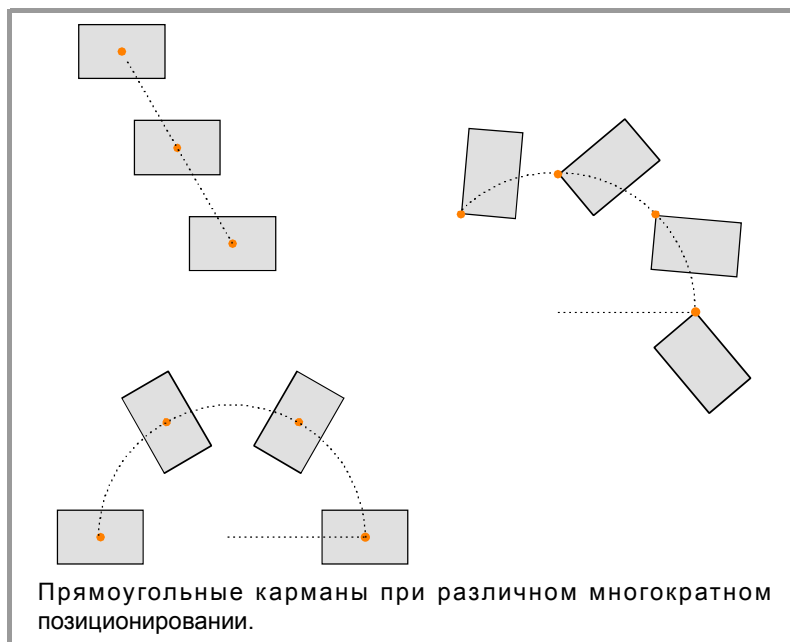 Прямоугольные карманы при различном многократном
позиционировании.